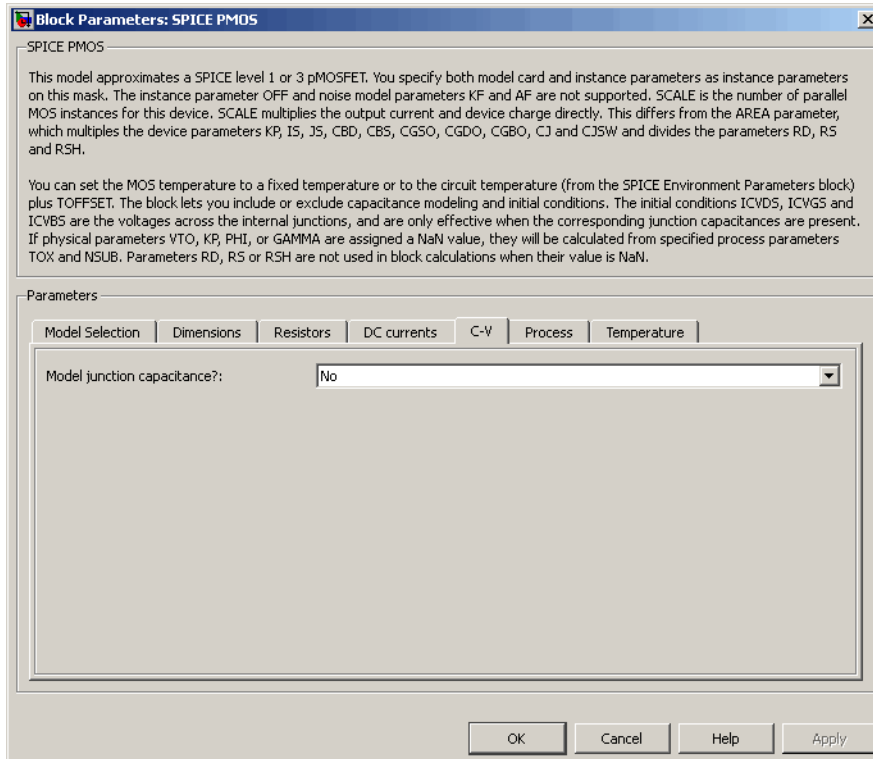 Block Parameters: SPICE PMOS
SPICE PMOS
This model approximates a SPICE level 1 or 3 pMOSFET. You specify both model card and instance parameters as instance parameters
on this mask. The instance parameter OFF and noise model parameters KF and AF are not supported. SCALE is the number of parallel
MOS instances for this device. SCALE multiplies the output current and device charge directly. This differs from the AREA parameter,
which multiples the device parameters KP, IS, JS, CBD, CBS, CGSO, CGDO, CGBO, CJ and CJSW and divides the parameters RD, RS
and RSH.
You can set the MOS temperature to a fixed temperature or to the circuit temperature (from the SPICE Environment Parameters block)
plus TOFFSET. The block lets you include or exclude capacitance modeling and initial conditions. The initial conditions ICVDS, ICVGS and
ICVBS are the voltages across the internal junctions, and are only effective when the corresponding junction capacitances are present.
If physical parameters VTO, KP, PHI, or GAMMA are assigned a NaN value, they will be calculated from specified process parameters
TOX and NSUB. Parameters RD, RS or RSH are not used in block calculations when their value is NaN.
Parameters
Model Selection Dimensions Resistors DC currents C-V Process Temperature
Model junction capacitance?: No
OK Cancel Help Apply